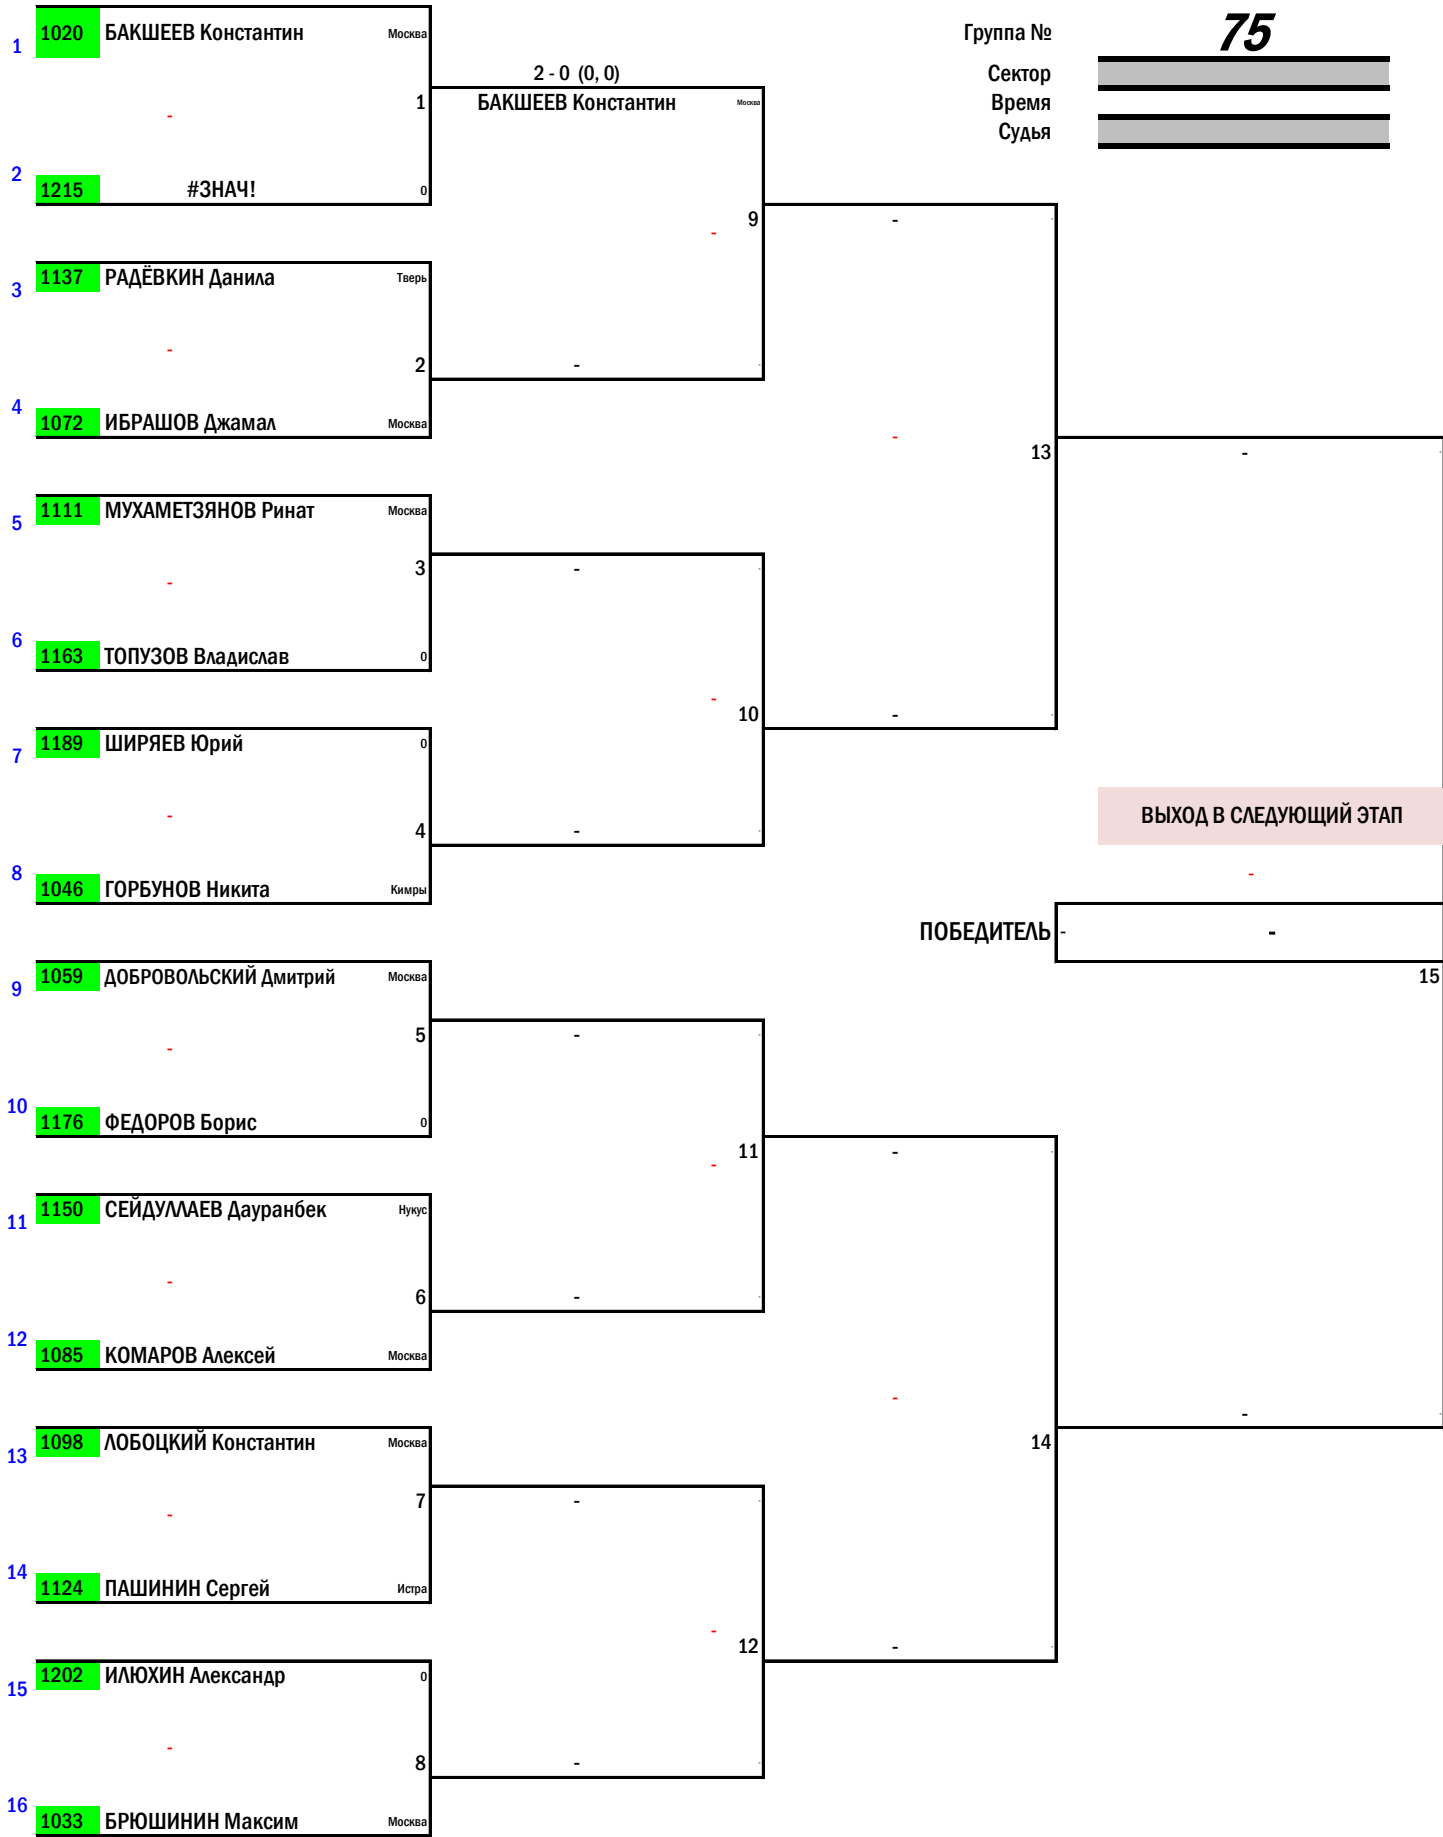 Группа № 75
1 1020 БАКШЕЕВ Константин Москва
Сектор
2 - 0 (0, 0)
1 БАКШЕЕВ Константин Москва
Время
-
Судья
2 1215 #ЗНАЧ! 0
9 - -
-
3 1137 РАДЁВКИН Данила Тверь
-
2 - -
4 1072 ИБРАШОВ Джамал Москва
-
13 - -
5 1111 МУХАМЕТЗЯНОВ Ринат Москва
3 - -
-
6 1163 ТОПУЗОВ Владислав 0
-
10 - -
7 1189 ШИРЯЕВ Юрий 0
-
ВЫХОД В СЛЕДУЮЩИЙ ЭТАП
4 - -
8 1046 ГОРБУНОВ Никита Кимры
-
ПОБЕДИТЕЛЬ - -
9 1059 ДОБРОВОЛЬСКИЙ Дмитрий Москва
15
5 - -
-
10 1176 ФЕДОРОВ Борис 0
11 - -
-
11 1150 СЕЙДУЛЛАЕВ Дауранбек Нукус
-
6 - -
12 1085 КОМАРОВ Алексей Москва
-
- -
13 1098 ЛОБОЦКИЙ Константин Москва
14
7 - -
-
14 1124 ПАШИНИН Сергей Истра
-
12 - -
15 1202 ИЛЮХИН Александр 0
-
8 - -
16 1033 БРЮШИНИН Максим Москва